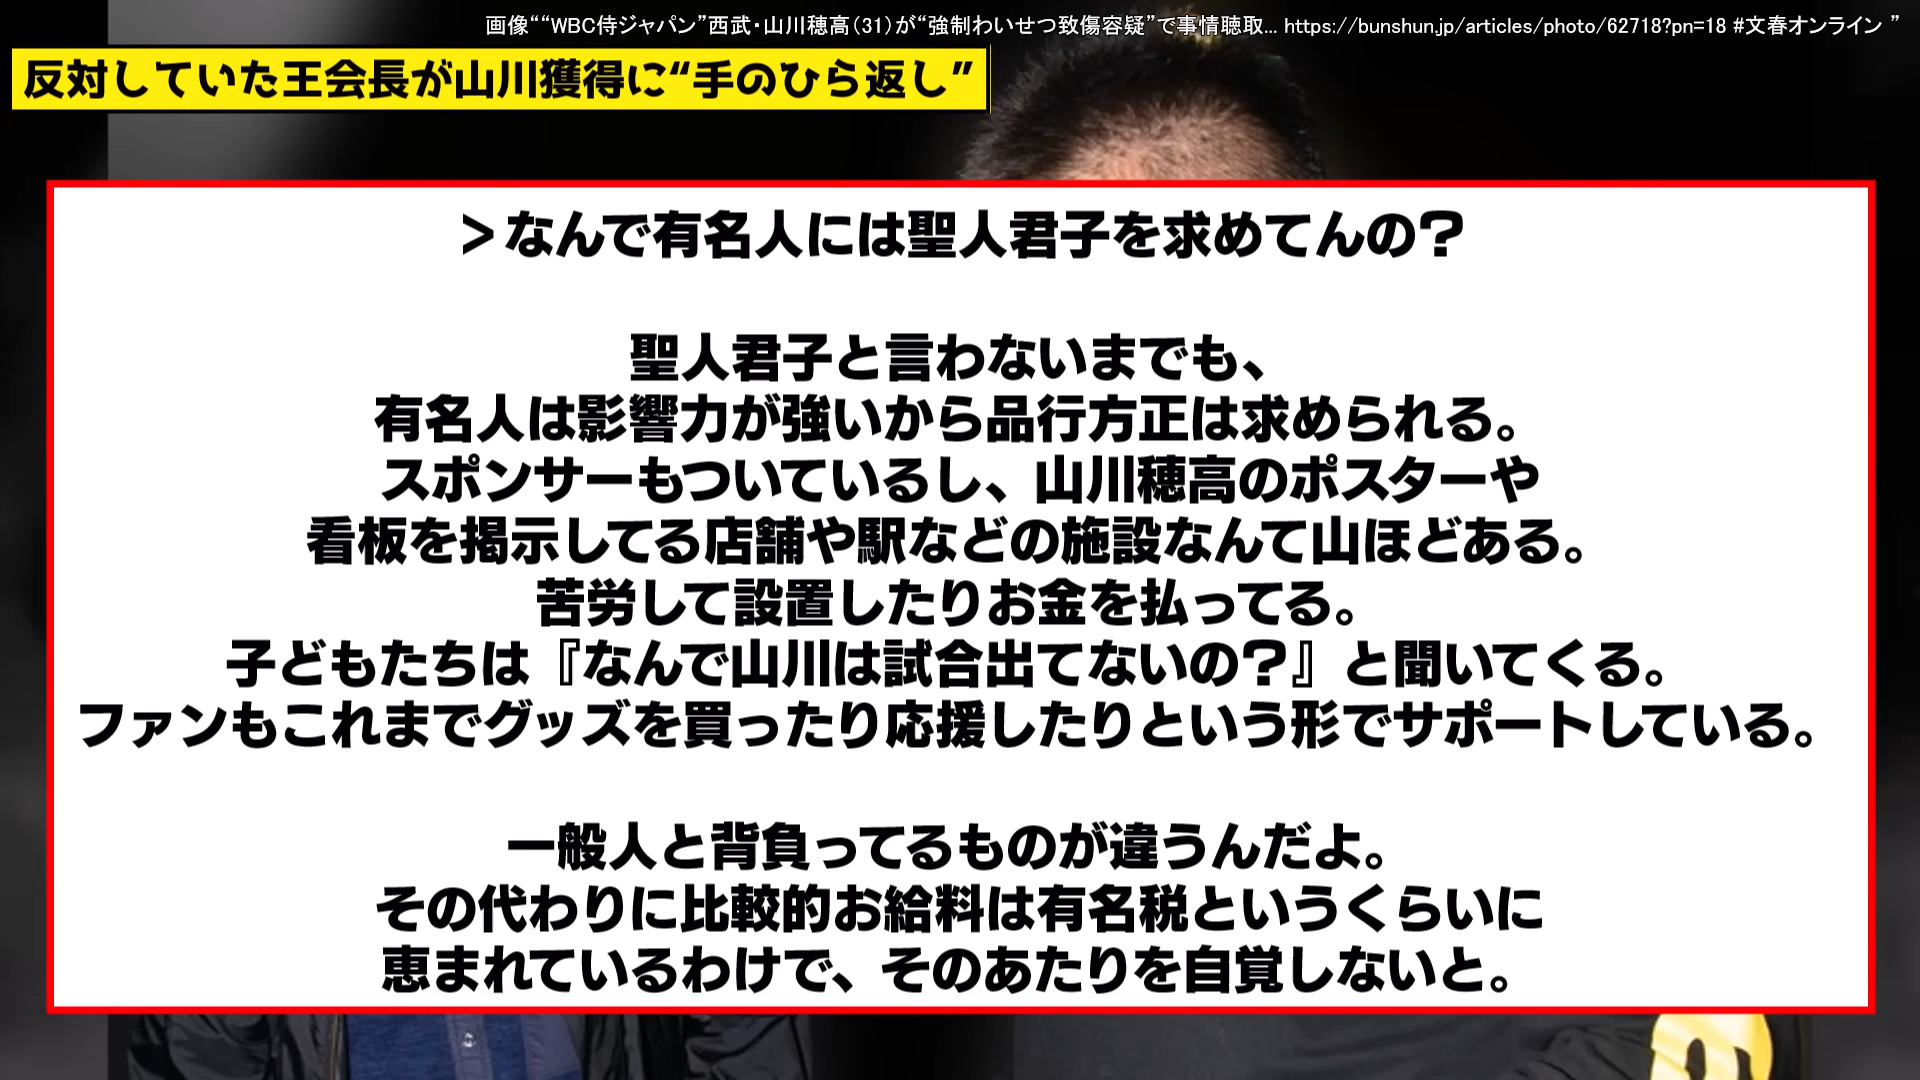 画像““WBC侍ジャパン”西武・山川穂高（31）が“強制わいせつ致傷容疑”で事情聴取… https://bunshun.jp/articles/photo/62718?pn=18 #文春オンライン ”
反対していた王会長が山川獲得に“手のひら返し”
＞なんで有名人には聖人君子を求めてんの？
聖人君子と言わないまでも、
有名人は影響力が強いから品行方正は求められる。
スポンサーもついているし、山川穂高のポスターや
看板を掲示してる店舗や駅などの施設なんて山ほどある。
苦労して設置したりお金を払ってる。
子どもたちは『なんで山川は試合出てないの？』と聞いてくる。
ファンもこれまでグッズを買ったり応援したりという形でサポートしている。
一般人と背負ってるものが違うんだよ。
その代わりに比較的お給料は有名税というくらいに
恵まれているわけで、そのあたりを自覚しないと。